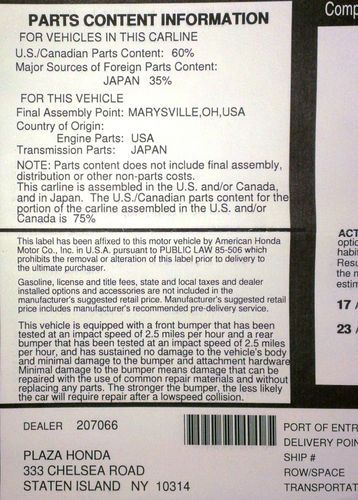 PARTS CONTENT INFORMATION
FOR VEHICLES IN THIS CARLINE
U.S./Canadian Parts Content: 60%
Major Sources of Foreign Parts Content:
JAPAN 35%
FOR THIS VEHICLE
Final Assembly Point: MARYSVILLE,OH,USA
Country of Origin:
Engine Parts: USA
Transmission Parts: JAPAN
NOTE: Parts content does not include final assembly,
distribution or other non-parts costs.
This carline is assembled in the U.S. and/or Canada,
and in Japan. The U.S./Canadian parts content for the
portion of the carline assembled in the U.S. and/or
Canada is 75%
This label has been affixed to this motor vehicle by American Honda
Motor Co., Inc. in U.S.A. pursuant to PUBLIC LAW 85-506 which
prohibits the removal or alteration of this label prior to delivery to
the ultimate purchaser.
Gasoline, license and title fees, state and local taxes and dealer
installed options and accessories are not included in the
manufacturer's suggested retail price. Manufacturer's suggested retail
price includes manufacturer's recommended pre-delivery service.
This vehicle is equipped with a front bumper that has been
tested at an impact speed of 2.5 miles per hour and a rear
bumper that has been tested at an impact speed of 2.5 miles
per hour, and has sustained no damage to the vehicle's body
and minimal damage to the bumper and attachment hardware
Minimal damage to the bumper means damage that can be
repaired with the use of common repair materials and without
replacing any parts. The stronger the bumper, the less likely
the car will require repair after a lowspeed collision.
DEALER 207066
PLAZA HONDA
333 CHELSEA ROAD
STATEN ISLAND NY 10314
Comp
ACT
optio
habit
Resu
the m
estim
17
23
PORT OF ENTR
DELIVERY POIN
SHIP #
ROW/SPACE
TRANSPORTAT